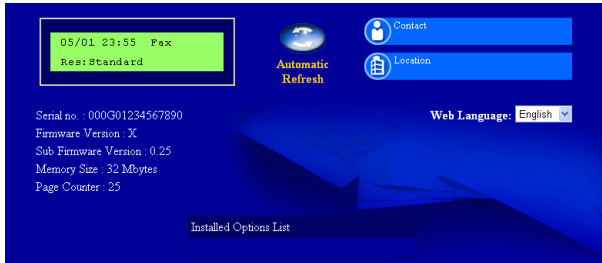 05/01 23:55 Fax
Res:Standard
Automatic
Refresh
Contact
Location
Serial no. : 000G01234567890
Firmware Version : X
Sub Firmware Version : 0.25
Memory Size : 32 Mbytes
Page Counter : 25
Web Language: English
Installed Options List